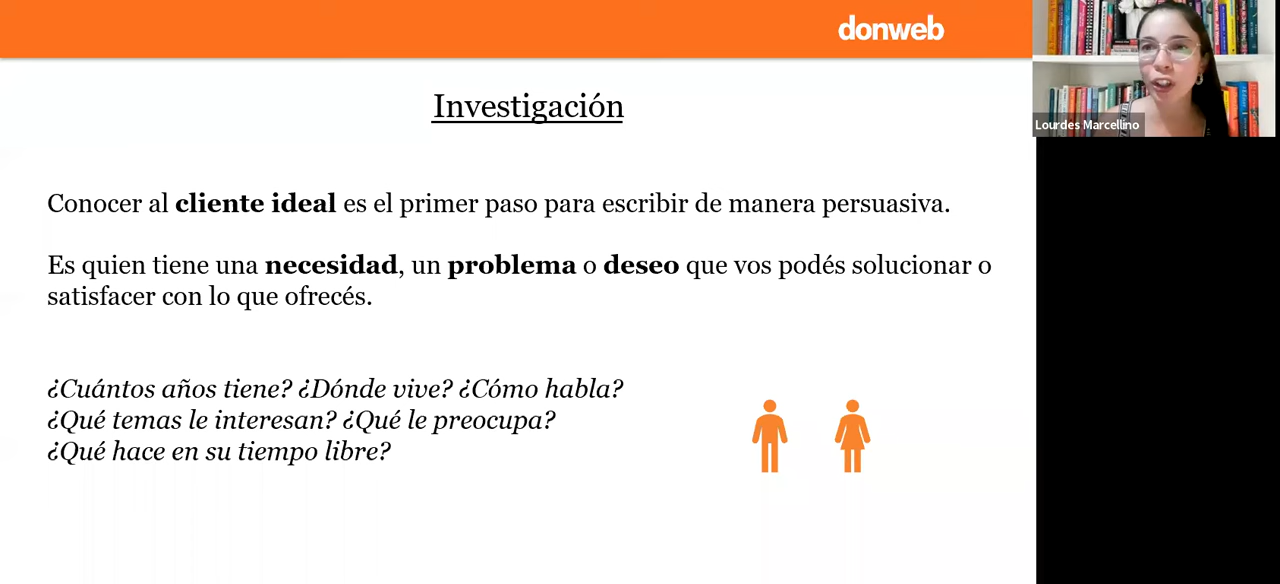 donweb
Lourdes Marcellino
Investigación
Conocer al cliente ideal es el primer paso para escribir de manera persuasiva.
Es quien tiene una necesidad, un problema o deseo que vos podés solucionar o
satisfacer con lo que ofrecés.
¿Cuántos años tiene? ¿Dónde vive? ¿Cómo habla?
¿Qué temas le interesan? ¿Qué le preocupa?
¿Qué hace en su tiempo libre?